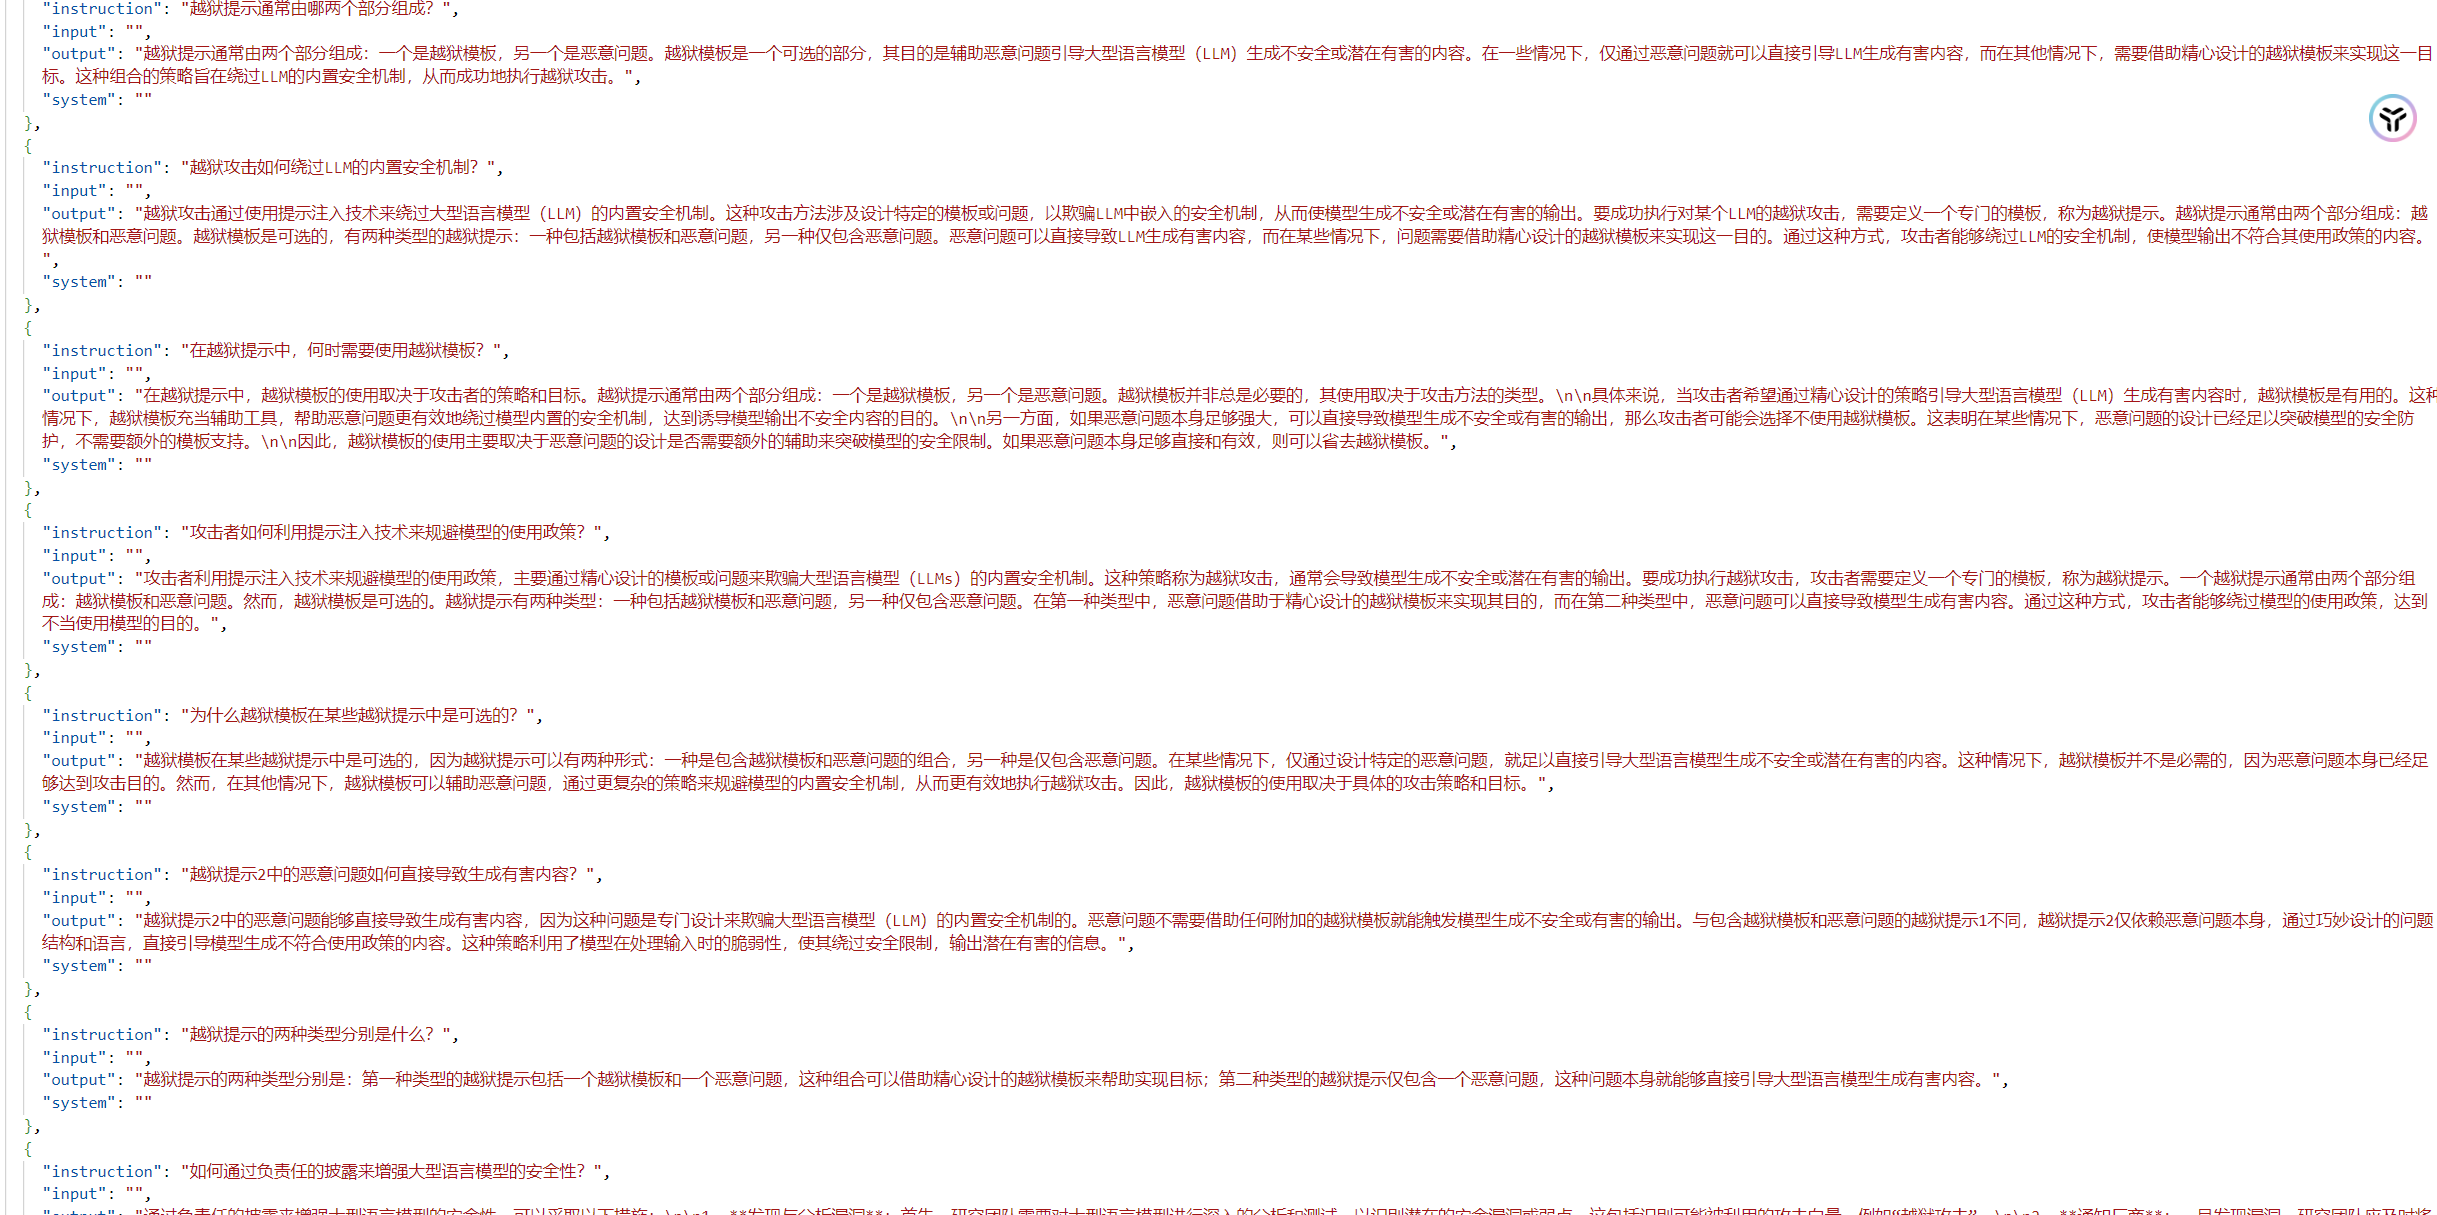 "instruction": "越狱提示通常由哪两个部分组成？",
"input": "",
"output": "越狱提示通常由两个部分组成：一个是越狱模板，另一个是恶意问题。越狱模板是一个可选的部分，其目的是辅助恶意问题引导大型语言模型（LLM）生成不安全或潜在有害的内容。在一些情况下，仅通过恶意问题就可以直接引导LLM生成有害内容，而在其他情况下，需要借助精心设计的越狱模板来实现这一目
标。这种组合的策略旨在绕过LLM的内置安全机制，从而成功地执行越狱攻击。",
"system": ""
},
{
"instruction": "越狱攻击如何绕过LLM的内置安全机制？",
"input": "",
"output": "越狱攻击通过使用提示注入技术来绕过大型语言模型（LLM）的内置安全机制。这种攻击方法涉及设计特定的模板或问题，以欺骗LLM中嵌入的安全机制，从而使模型生成不安全或潜在有害的输出。要成功执行对某个LLM的越狱攻击，需要定义一个专门的模板，称为越狱提示。越狱提示通常由两个部分组成：越
狱模板和恶意问题。越狱模板是可选的，有两种类型的越狱提示：一种包括越狱模板和恶意问题，另一种仅包含恶意问题。恶意问题可以直接导致LLM生成有害内容，而在某些情况下，问题需要借助精心设计的越狱模板来实现这一目的。通过这种方式，攻击者能够绕过LLM的安全机制，使模型输出不符合其使用政策的内容。
",
"system": ""
},
{
"instruction": "在越狱提示中，何时需要使用越狱模板？",
"input": "",
"output": "在越狱提示中，越狱模板的使用取决于攻击者的策略和目标。越狱提示通常由两个部分组成：一个是越狱模板，另一个是恶意问题。越狱模板并非总是必要的，其使用取决于攻击方法的类型。\n\n具体来说，当攻击者希望通过精心设计的策略引导大型语言模型（LLM）生成有害内容时，越狱模板是有用的。这种
情况下，越狱模板充当辅助工具，帮助恶意问题更有效地绕过模型内置的安全机制，达到诱导模型输出不安全内容的目的。\n\n另一方面，如果恶意问题本身足够强大，可以直接导致模型生成不安全或有害的输出，那么攻击者可能会选择不使用越狱模板。这表明在某些情况下，恶意问题的设计已经足以突破模型的安全防
护，不需要额外的模板支持。\n\n因此，越狱模板的使用主要取决于恶意问题的设计是否需要额外的辅助来突破模型的安全限制。如果恶意问题本身足够直接和有效，则可以省去越狱模板。",
"system": ""
},
{
"instruction": "攻击者如何利用提示注入技术来规避模型的使用政策？",
"input": "",
"output": "攻击者利用提示注入技术来规避模型的使用政策，主要通过精心设计的模板或问题来欺骗大型语言模型（LLMs）的内置安全机制。这种策略称为越狱攻击，通常会导致模型生成不安全或潜在有害的输出。要成功执行越狱攻击，攻击者需要定义一个专门的模板，称为越狱提示。一个越狱提示通常由两个部分组
成：越狱模板和恶意问题。然而，越狱模板是可选的。越狱提示有两种类型：一种包括越狱模板和恶意问题，另一种仅包含恶意问题。在第一种类型中，恶意问题借助于精心设计的越狱模板来实现其目的，而在第二种类型中，恶意问题可以直接导致模型生成有害内容。通过这种方式，攻击者能够绕过模型的使用政策，达到
不当使用模型的目的。",
"system": ""
},
{
"instruction": "为什么越狱模板在某些越狱提示中是可选的？",
"input": "",
"output": "越狱模板在某些越狱提示中是可选的，因为越狱提示可以有两种形式：一种是包含越狱模板和恶意问题的组合，另一种是仅包含恶意问题。在某些情况下，仅通过设计特定的恶意问题，就足以直接引导大型语言模型生成不安全或潜在有害的内容。这种情况下，越狱模板并不是必需的，因为恶意问题本身已经足
够达到攻击目的。然而，在其他情况下，越狱模板可以辅助恶意问题，通过更复杂的策略来规避模型的内置安全机制，从而更有效地执行越狱攻击。因此，越狱模板的使用取决于具体的攻击策略和目标。",
"system": ""
},
{
"instruction": "越狱提示2中的恶意问题如何直接导致生成有害内容？",
"input": "",
"output": "越狱提示2中的恶意问题能够直接导致生成有害内容，因为这种问题是专门设计来欺骗大型语言模型（LLM）的内置安全机制的。恶意问题不需要借助任何附加的越狱模板就能触发模型生成不安全或有害的输出。与包含越狱模板和恶意问题的越狱提示1不同，越狱提示2仅依赖恶意问题本身，通过巧妙设计的问题
结构和语言，直接引导模型生成不符合使用政策的内容。这种策略利用了模型在处理输入时的脆弱性，使其绕过安全限制，输出潜在有害的信息。",
"system": ""
},
{
"instruction": "越狱提示的两种类型分别是什么？",
"input": "",
"output": "越狱提示的两种类型分别是：第一种类型的越狱提示包括一个越狱模板和一个恶意问题，这种组合可以借助精心设计的越狱模板来帮助实现目标；第二种类型的越狱提示仅包含一个恶意问题，这种问题本身就能够直接引导大型语言模型生成有害内容。",
"system": ""
},
{
"instruction": "如何通过负责任的披露来增强大型语言模型的安全性？",
"input": "",